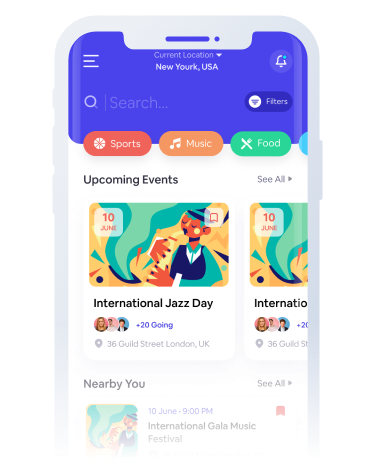 Current Location
New Yourk, USA
Search...
Filters
Sports
Music
Food
Upcoming Events
See All
10
JUNE
10
JUNE
International Jazz Day
Internatio
+20 Going
+20
36 Guild Street London, UK
36 Guild St
Nearby You
See All
10 June - 9:00 PM
International Gala Music
Festival